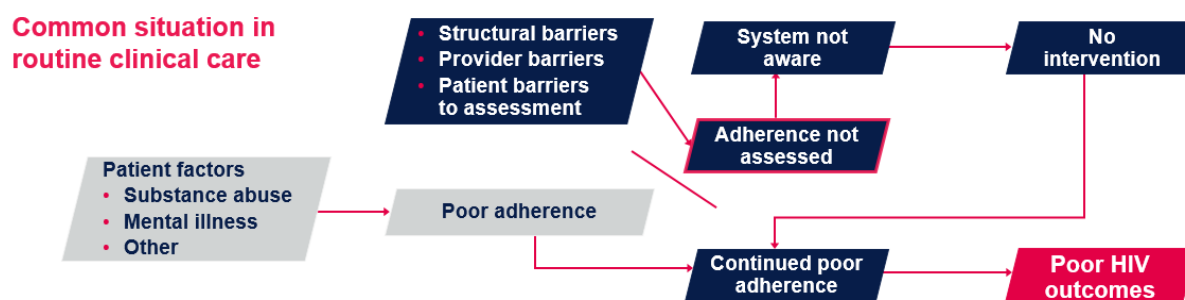 Common situation in
routine clinical care
• Structural barriers
• Provider barriers
• Patient barriers
to assessment
System not
aware
No
intervention
Adherence not
assessed
Patient factors
• Substance abuse
• Mental illness
• Other
Poor adherence
Continued poor
adherence
Poor HIV
outcomes